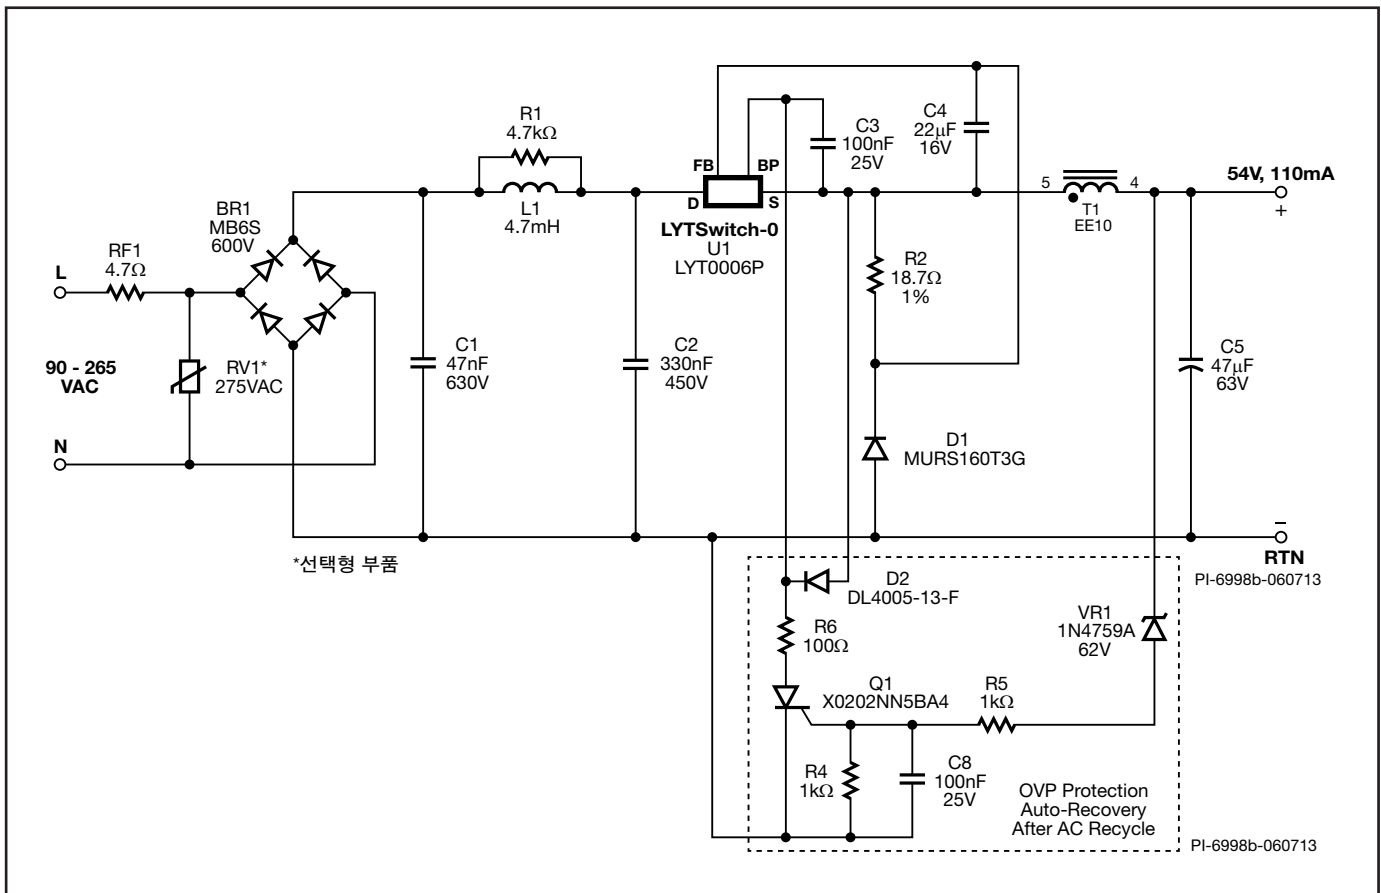 R1
4.7kΩ
L1
4.7mH
BR1
MB6S
600V
RF1
4.7Ω
L
90 - 265
VAC
N
RV1*
275VAC
C1
47nF
630V
C2
330nF
450V
FB
BP
D
S
LYTSwitch-0
U1
LYT0006P
C3
100nF
25V
C4
22µF
16V
R2
18.7Ω
1%
5
4
T1
EE10
54V, 110mA
+
C5
47µF
63V
D1
MURS160T3G
–
RTN
PI-6998b-060713
*선택형 부품
D2
DL4005-13-F
R6
100Ω
VR1
1N4759A
62V
Q1
X0202NN5BA4
R5
1kΩ
R4
1kΩ
C8
100nF
25V
OVP Protection
Auto-Recovery
After AC Recycle
PI-6998b-060713